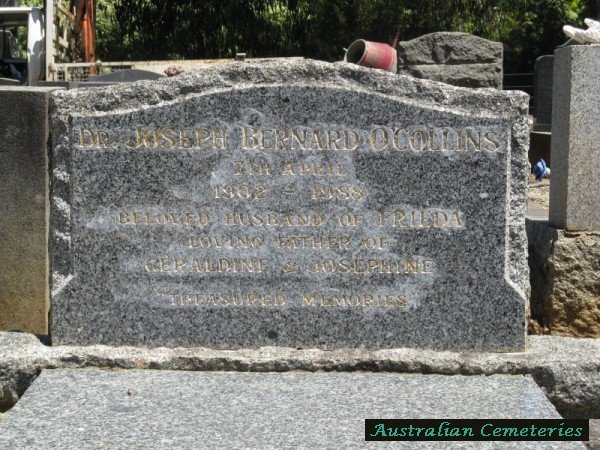 DR. JOSEPH BERNARD O'COLLINS
7TH APRIL
1902 – 1988
BELOVED HUSBAND OF FRIEDA
LOVING FATHER OF
GERALDINE & JOSEPHINE
"TREASURED MEMORIES"
Australian Cemeteries